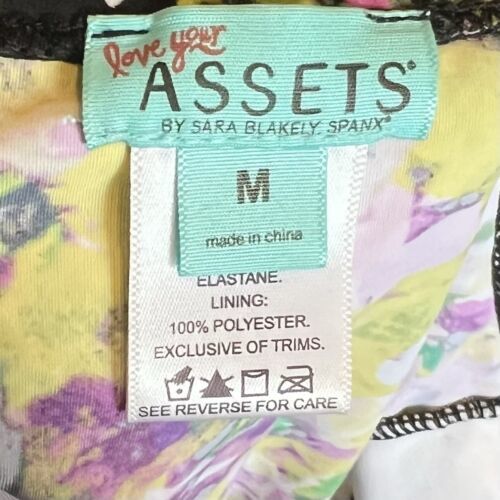 love your
ASSETS®
BY SARA BLAKELY, SPANX®
M
made in china
ELASTANE.
LINING:
100% POLYESTER.
EXCLUSIVE OF TRIMS.
SEE REVERSE FOR CARE